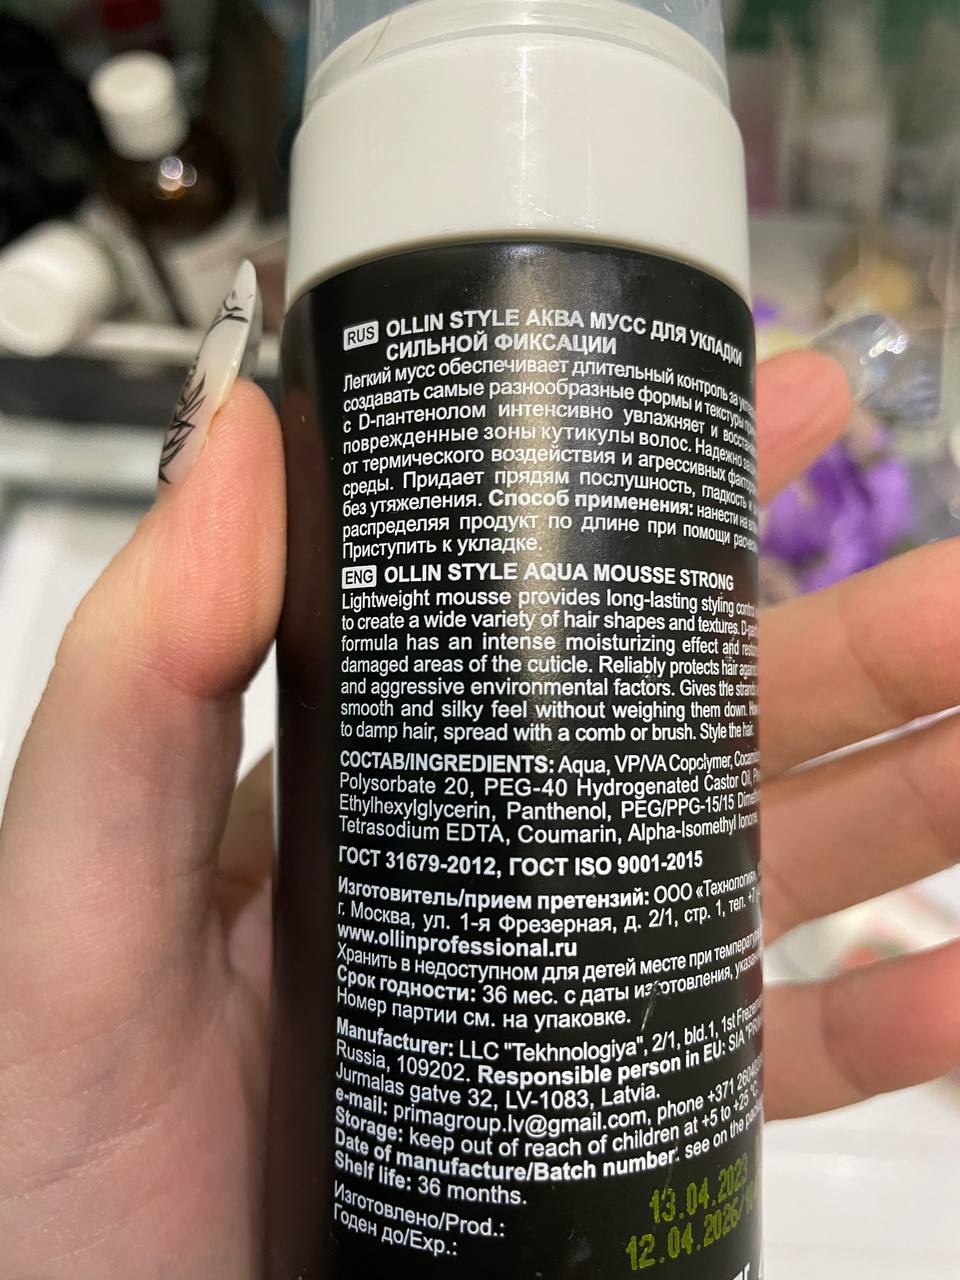 RUS OLLIN STYLE АКВА МУСС ДЛЯ УКЛАДКИ
СИЛЬНОЙ ФИКСАЦИИ
Легкий мусс обеспечивает длительный контроль за
создавать самые разнообразные формы и текстуры
с D-пантенолом интенсивно увлажняет и
поврежденные зоны кутикулы волос. Надежно
от термического воздействия и агрессивных
среды. Придает прядям послушность, гладкость и
без утяжеления. Способ применения: нанести на
распределяя продукт по длине при помощи
Приступить к укладке.
ENG OLLIN STYLE AQUA MOUSSE STRONG
Lightweight mousse provides long-lasting styling control
to create a wide variety of hair shapes and textures.
formula has an intense moisturizing effect and
damaged areas of the cuticle. Reliably protects hair
and aggressive environmental factors. Gives the
smooth and silky feel without weighing them down.
to damp hair, spread with a comb or brush. Style the hair.
СОСТАВ/INGREDIENTS: Aqua, VP/VA Copolymer,
Polysorbate 20, PEG-40 Hydrogenated Castor Oil,
Ethylhexylglycerin, Panthenol, PEG/PPG-15/15
Tetrasodium EDTA, Coumarin, Alpha-Isomethyl Ionone,
ГОСТ 31679-2012, ГОСТ ISO 9001-2015
Изготовитель/прием претензий: ООО «Технология»,
г. Москва, ул. 1-я Фрезерная, д. 2/1, стр. 1, тел. +7
www.ollinprofessional.ru
Хранить в недоступном для детей месте при
Срок годности: 36 мес. с даты изготовления,
Номер партии см. на упаковке.
Manufacturer: LLC "Tekhnologiya", 2/1, bld.1, 1st
Russia, 109202. Responsible person in EU: SIA
Jurmalas gatve 32, LV-1083, Latvia.
e-mail: primagroup.lv@gmail.com, phone +371
Storage: keep out of reach of children at +5 to +25°C.
Date of manufacture/Batch number: see on the
Shelf life: 36 months.
Изготовлено/Prod.: 13.04.2023
Годен до/Exp.: 12.04.2026/